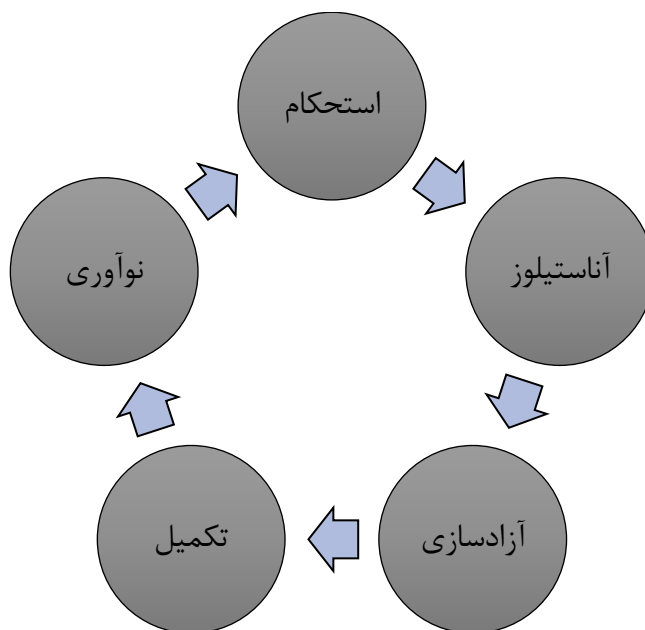 استحکام
آناستیلوز
آزادسازی
تکمیل
نوآوری